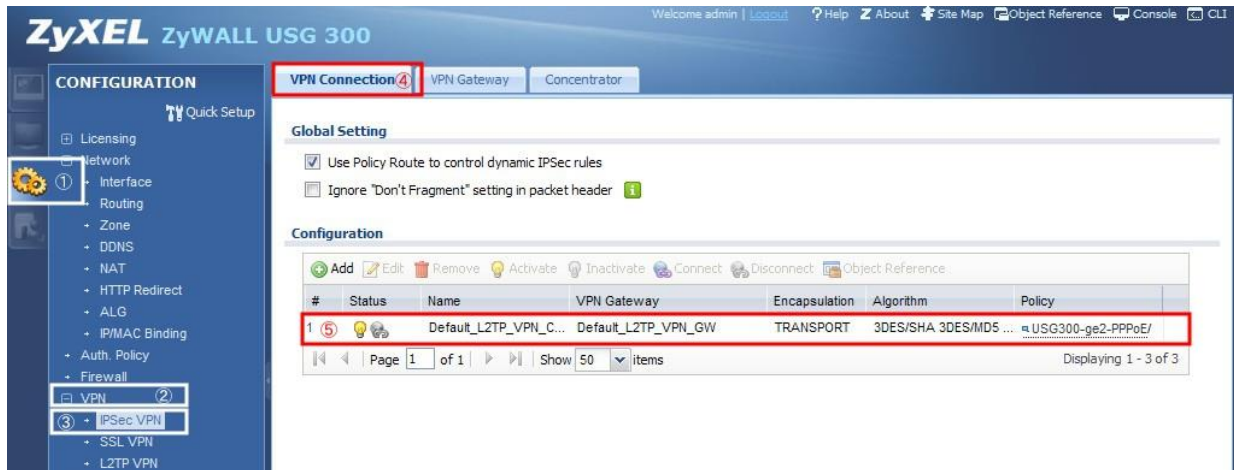 Welcome admin | Logout ?Help Z About Site Map Object Reference Console CLI
ZyXEL ZyWALL USG 300
CONFIGURATION
Quick Setup
Licensing
Network
① Interface
Routing
Zone
DDNS
NAT
HTTP Redirect
ALG
IP/MAC Binding
Auth. Policy
Firewall
VPN ②
③ IPSec VPN
SSL VPN
L2TP VPN
VPN Connection ④ VPN Gateway Concentrator
Global Setting
Use Policy Route to control dynamic IPSec rules
Ignore "Don't Fragment" setting in packet header
Configuration
Add Edit Remove Activate Inactivate Connect Disconnect Object Reference
# Status Name VPN Gateway Encapsulation Algorithm Policy
1 ⑤ Default_L2TP_VPN_C... Default_L2TP_VPN_GW TRANSPORT 3DES/SHA 3DES/MD5 ... USG300-ge2-PPPoE/
Page 1 of 1 Show 50 items Displaying 1 - 3 of 3